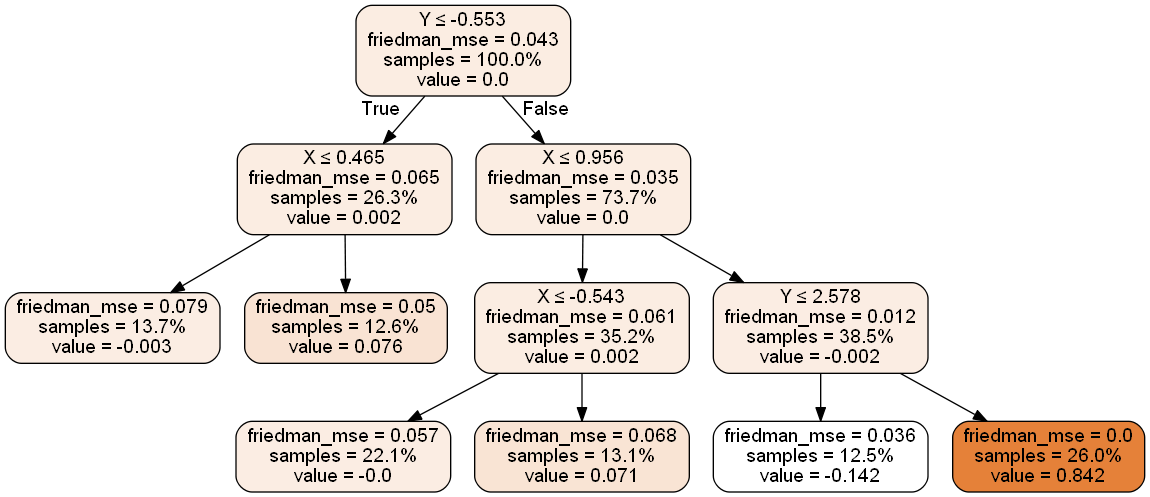 Y ≤ -0.553
friedman_mse = 0.043
samples = 100.0%
value = 0.0
True
False
X ≤ 0.465
friedman_mse = 0.065
samples = 26.3%
value = 0.002
X ≤ 0.956
friedman_mse = 0.035
samples = 73.7%
value = 0.0
friedman_mse = 0.079
samples = 13.7%
value = -0.003
friedman_mse = 0.05
samples = 12.6%
value = 0.076
X ≤ -0.543
friedman_mse = 0.061
samples = 35.2%
value = 0.002
Y ≤ 2.578
friedman_mse = 0.012
samples = 38.5%
value = -0.002
friedman_mse = 0.057
samples = 22.1%
value = -0.0
friedman_mse = 0.068
samples = 13.1%
value = 0.071
friedman_mse = 0.036
samples = 12.5%
value = -0.142
friedman_mse = 0.0
samples = 26.0%
value = 0.842